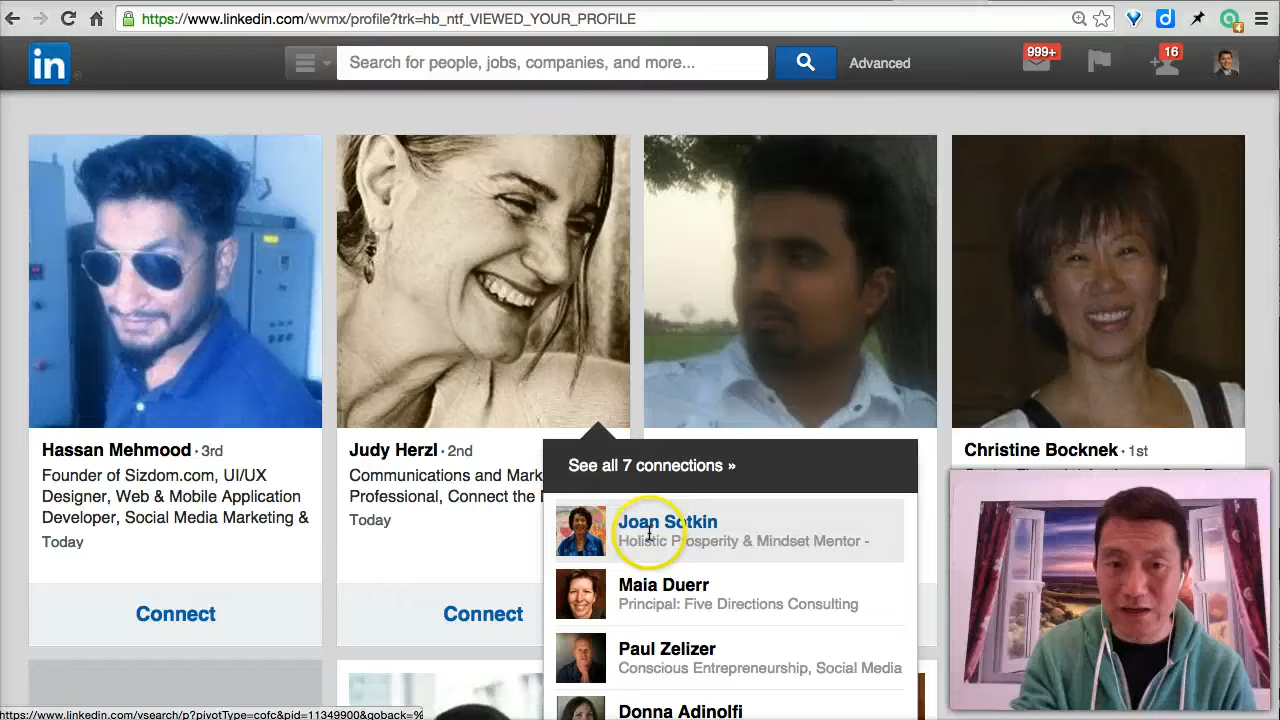 https://www.linkedin.com/wvmx/profile?trk=hb_ntf_VIEWED_YOUR_PROFILE
4
in
Search for people, jobs, companies, and more...
Advanced
999+
16
Hassan Mehmood · 3rd
Founder of Sizdom.com, UI/UX
Designer, Web & Mobile Application
Developer, Social Media Marketing &
Today
Connect
Judy Herzl · 2nd
Communications and Mark
Professional, Connect the
Today
Connect
See all 7 connections »
Joan Sotkin
Holistic Prosperity & Mindset Mentor -
Maia Duerr
Principal: Five Directions Consulting
Paul Zelizer
Conscious Entrepreneurship, Social Media
Donna Adinolfi
Christine Bocknek · 1st
https://www.linkedin.com/vsearch/p?pivotType=cofc&pid=11349900&goback=%